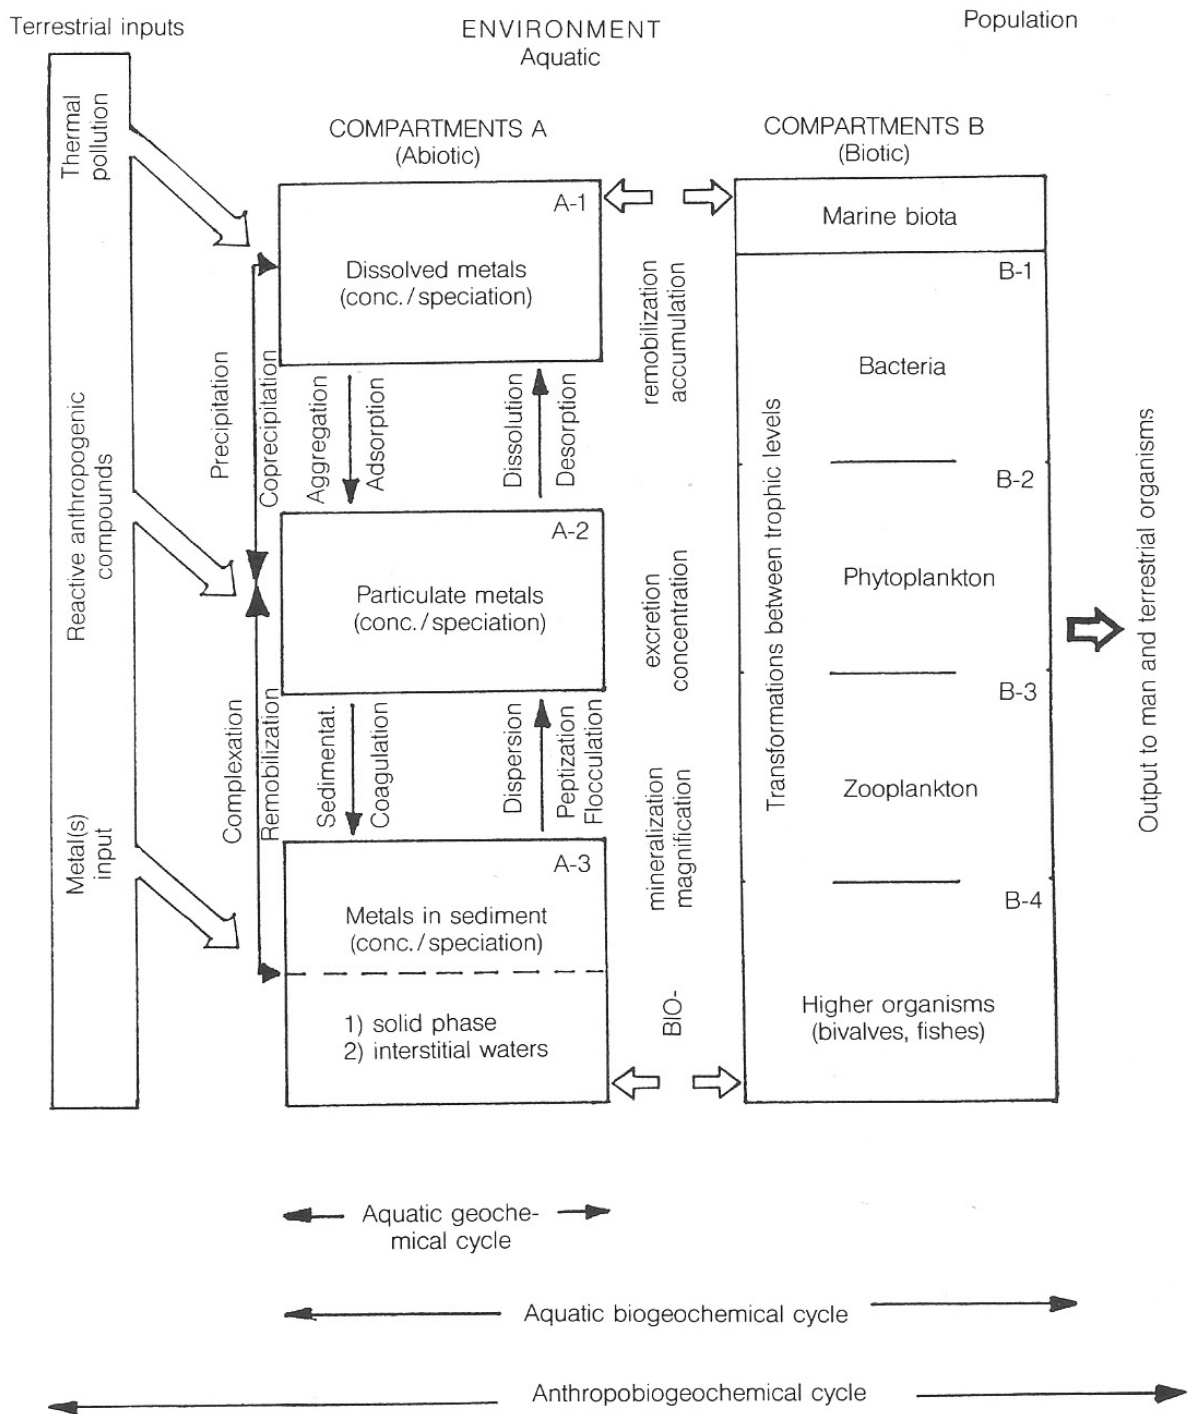 Terrestrial inputs
ENVIRONMENT
Aquatic
Population
Thermal
pollution
Reactive anthropogenic
compounds
Metal(s)
input
COMPARTMENTS A
(Abiotic)
A-1
Dissolved metals
(conc./speciation)
Precipitation
Coprecipitation
Aggregation
Adsorption
Dissolution
Desorption
A-2
Particulate metals
(conc./speciation)
Complexation
Remobilization
Sedimentat.
Coagulation
Dispersion
Peptization
Flocculation
A-3
Metals in sediment
(conc./speciation)
1) solid phase
2) interstitial waters
remobilization
accumulation
excretion
concentration
mineralization
magnification
BIO-
COMPARTMENTS B
(Biotic)
Marine biota
Transformations between trophic levels
B-1
Bacteria
B-2
Phytoplankton
B-3
Zooplankton
B-4
Higher organisms
(bivalves, fishes)
Output to man and terrestrial organisms
Aquatic geoche-
mical cycle
Aquatic biogeochemical cycle
Anthropobiogeochemical cycle